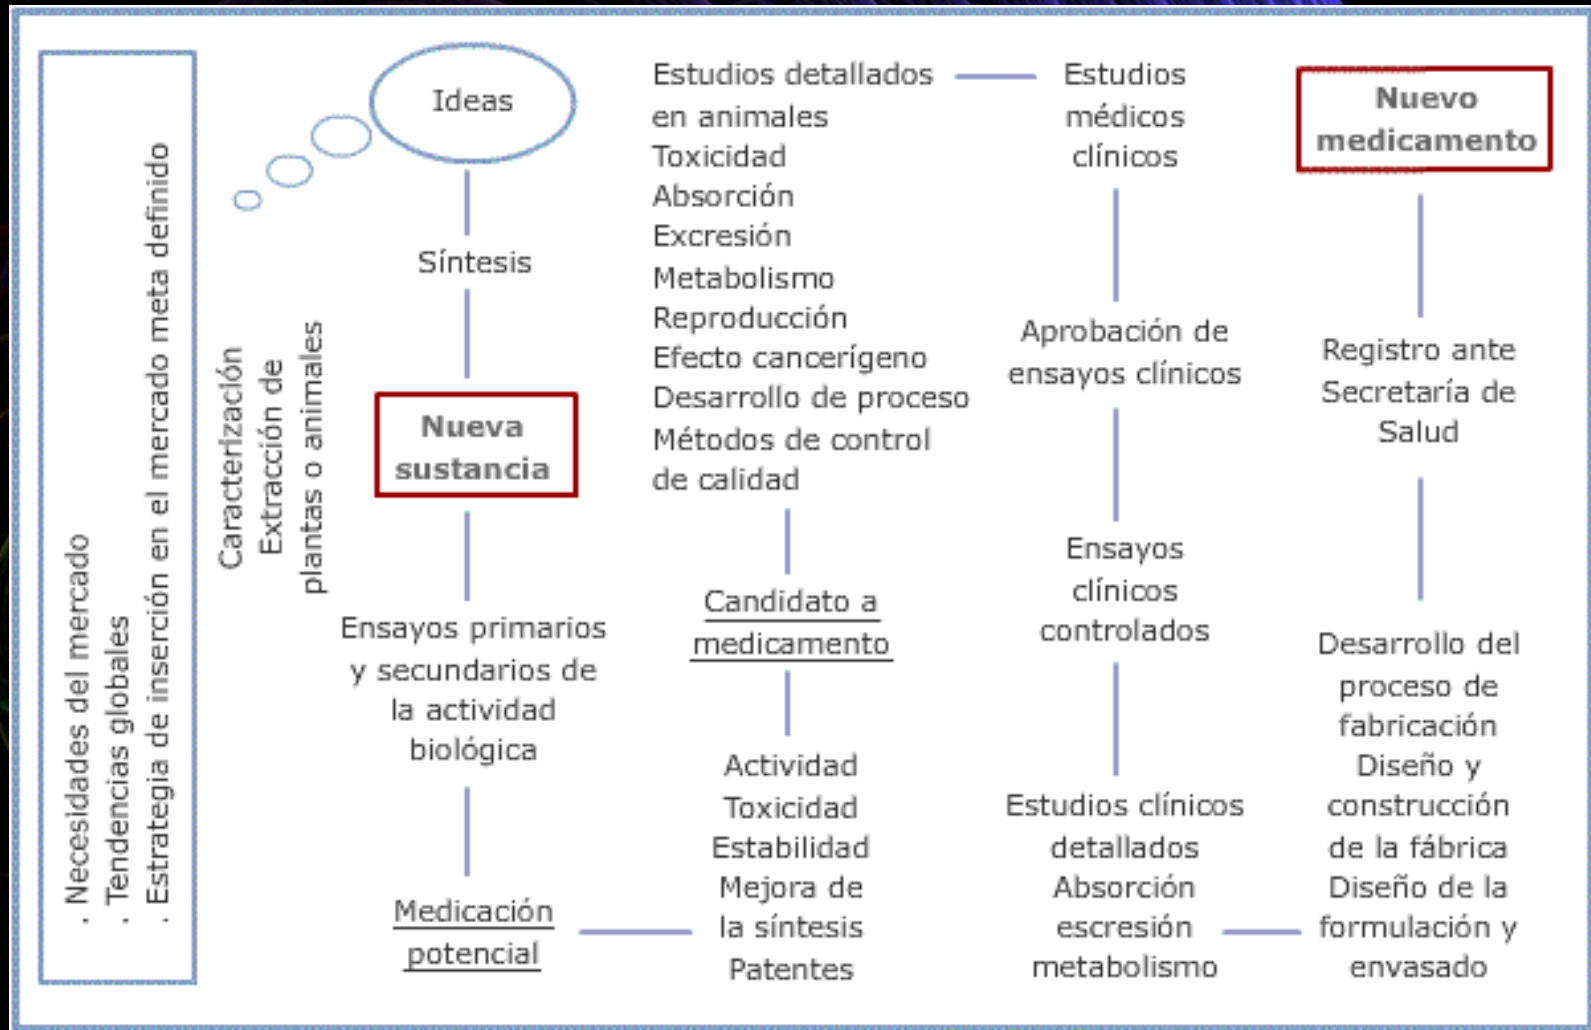 . Necesidades del mercado
. Tendencias globales
. Estrategia de inserción en el mercado meta definido
Caracterización
Extracción de
plantas o animales
Ideas
Síntesis
Nueva
sustancia
Ensayos primarios
y secundarios de
la actividad
biológica
Medicación
potencial
Estudios detallados
en animales
Toxicidad
Absorción
Excresión
Metabolismo
Reproducción
Efecto cancerígeno
Desarrollo de proceso
Métodos de control
de calidad
Candidato a
medicamento
Actividad
Toxicidad
Estabilidad
Mejora de
la síntesis
Patentes
Estudios
médicos
clínicos
Aprobación de
ensayos clínicos
Ensayos
clínicos
controlados
Estudios clínicos
detallados
Absorción
escresión
metabolismo
Nuevo
medicamento
Registro ante
Secretaría de
Salud
Desarrollo del
proceso de
fabricación
Diseño y
construcción
de la fábrica
Diseño de la
formulación y
envasado